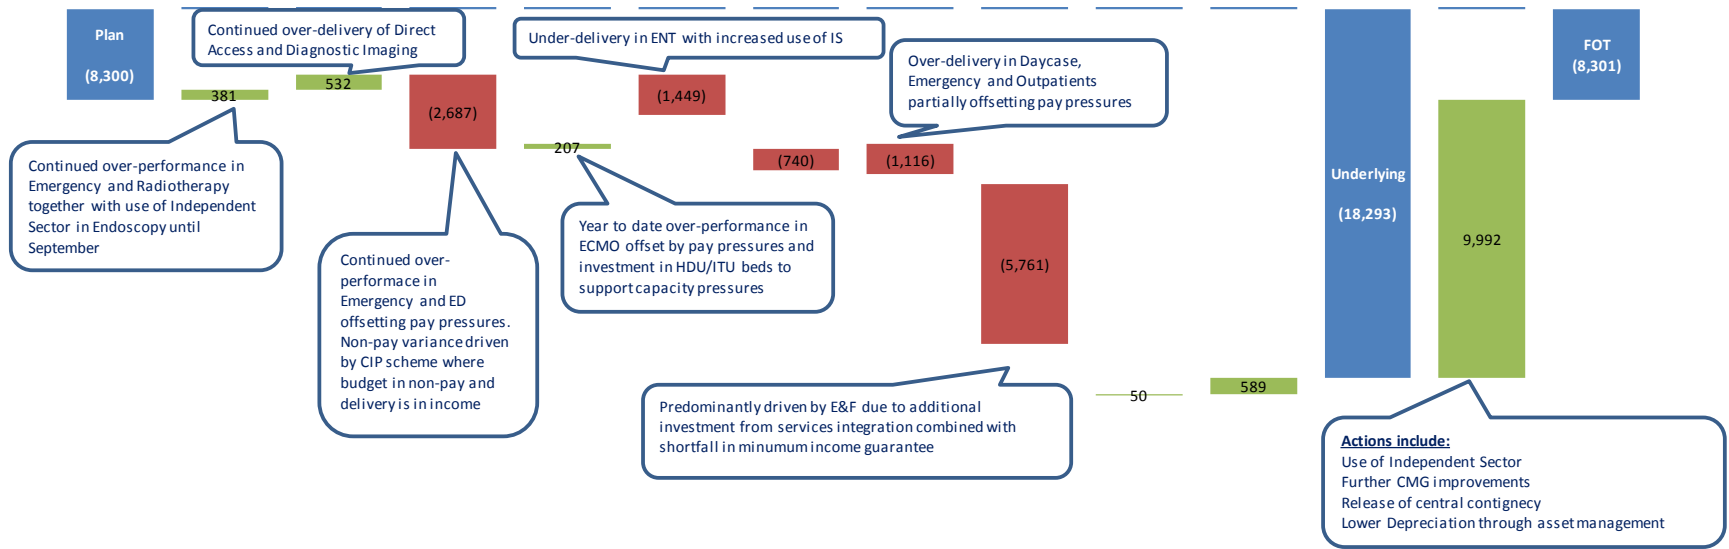 Plan
(8,300)
Continued over-delivery of Direct
Access and Diagnostic Imaging
Under-delivery in ENT with increased use of IS
Over-delivery in Daycase,
Emergency and Outpatients
partially offsetting pay pressures
FOT
(8,301)
381
532
(2,687)
207
(1,449)
(740)
(1,116)
(5,761)
50
589
Underlying
(18,293)
9,992
Continued over-performance in
Emergency and Radiotherapy
together with use of Independent
Sector in Endoscopy until
September
Continued over-
performace in
Emergency and ED
offsetting pay pressures.
Non-pay variance driven
by CIP scheme where
budget in non-pay and
delivery is in income
Year to date over-performance in
ECMO offset by pay pressures and
investment in HDU/ITU beds to
support capacity pressures
Predominantly driven by E&F due to additional
investment from services integration combined with
shortfall in minumum income guarantee
Actions include:
Use of Independent Sector
Further CMG improvements
Release of central contignecy
Lower Depreciation through asset management